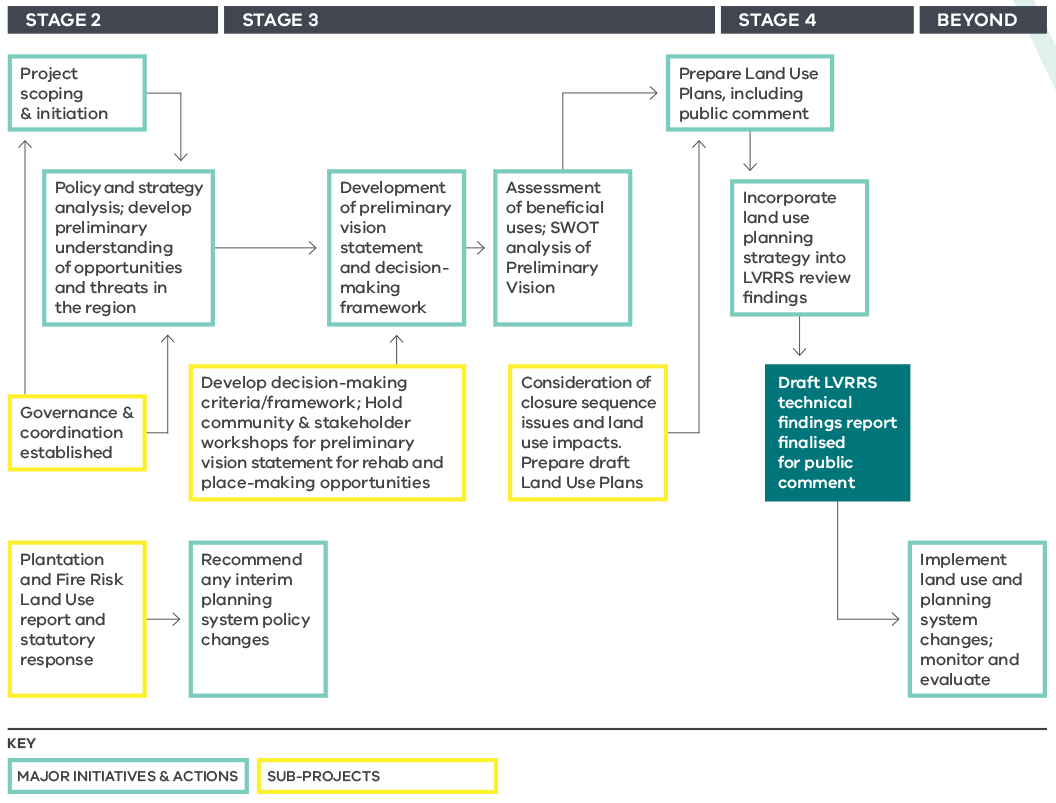 STAGE 2
STAGE 3
STAGE 4
BEYOND
Project
scoping
& initiation
Prepare Land Use
Plans, including
public comment
Policy and strategy
analysis; develop
preliminary
understanding
of opportunities
and threats in
the region
Development
of preliminary
vision
statement
and decision-
making
framework
Assessment
of beneficial
uses; SWOT
analysis of
Preliminary
Vision
Incorporate
land use
planning
strategy into
LVRRS review
findings
Governance &
coordination
established
Develop decision-making
criteria/framework; Hold
community & stakeholder
workshops for preliminary
vision statement for rehab and
place-making opportunities
Consideration of
closure sequence
issues and land
use impacts.
Prepare draft
Land Use Plans
Draft LVRRS
technical
findings report
finalised
for public
comment
Plantation
and Fire Risk
Land Use
report and
statutory
response
Recommend
any interim
planning
system policy
changes
Implement
land use and
planning
system
changes;
monitor and
evaluate
KEY
MAJOR INITIATIVES & ACTIONS
SUB-PROJECTS